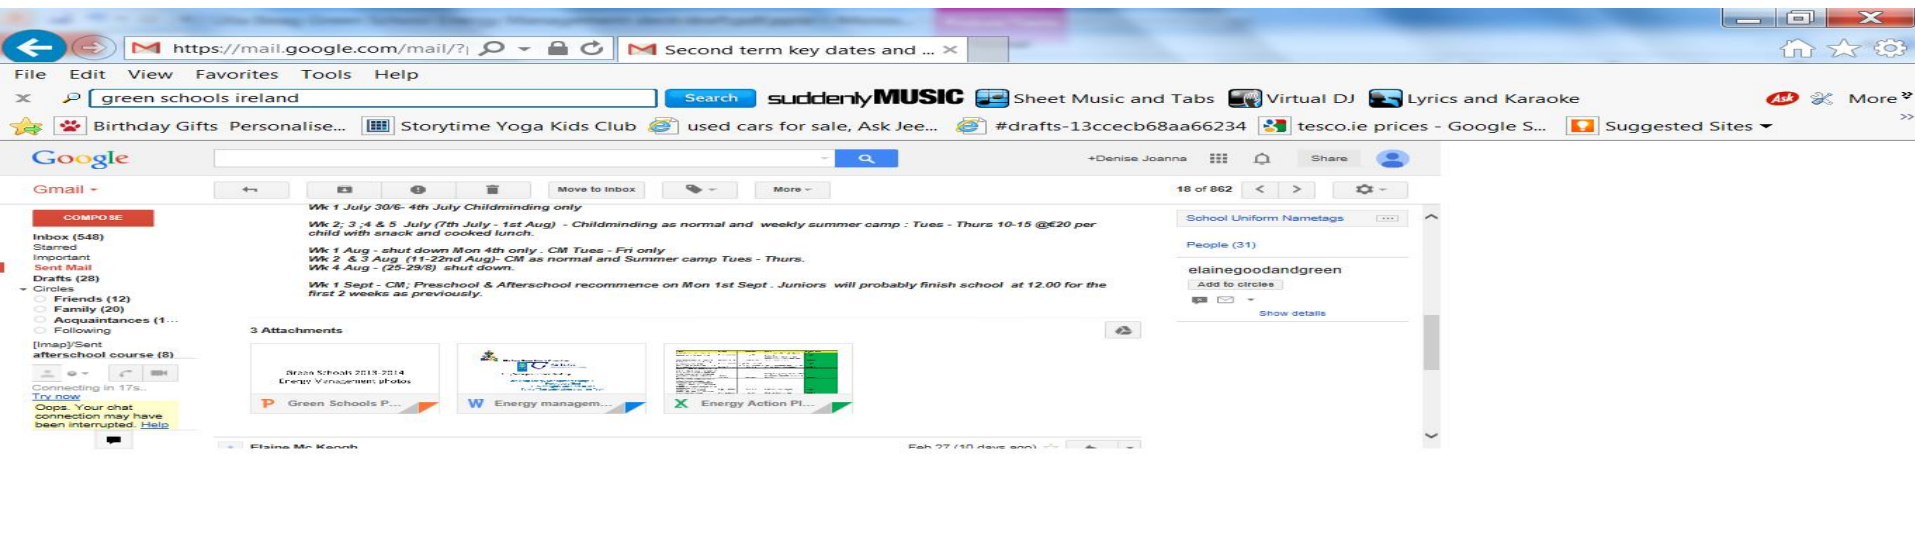 https://mail.google.com/mail/?
Second term key dates and ...
File Edit View Favorites Tools Help
green schools ireland
Search
suddenlyMUSIC
Sheet Music and Tabs
Virtual DJ
Lyrics and Karaoke
Ask
More
Birthday Gifts Personalise...
Storytime Yoga Kids Club
used cars for sale, Ask Jee...
#drafts-13ccecb68aa66234
tesco.ie prices - Google S...
Suggested Sites
Google
+Denise Joanna
Share
Gmail
Move to Inbox
More
18 of 862
COMPOSE
Inbox (548)
Starred
Important
Sent Mail
Drafts (28)
Circles
Friends (12)
Family (20)
Acquaintances (1...
Following
[Imap]/Sent
afterschool course (8)
Connecting in 17s..
Try now
Oops. Your chat
connection may have
been interrupted. Help
Wk 1 July 30/6- 4th July Childminding only
Wk 2; 3 ;4 & 5 July (7th July - 1st Aug) - Childminding as normal and weekly summer camp : Tues - Thurs 10-15 @€20 per
child with snack and cooked lunch.
Wk 1 Aug - shut down Mon 4th only . CM Tues - Fri only
Wk 2 & 3 Aug (11-22nd Aug)- CM as normal and Summer camp Tues - Thurs.
Wk 4 Aug - (25-29/8) shut down.
Wk 1 Sept - CM; Preschool & Afterschool recommence on Mon 1st Sept . Juniors will probably finish school at 12.00 for the
first 2 weeks as previously.
3 Attachments
Green Schools 2013-2014
Energy Management photos
P Green Schools P...
W Energy managem...
X Energy Action Pl...
Elaine Mc Keogh
Feb 27 (10 days ago)
School Uniform Nametags
People (31)
elainegoodandgreen
Add to circles
Show details